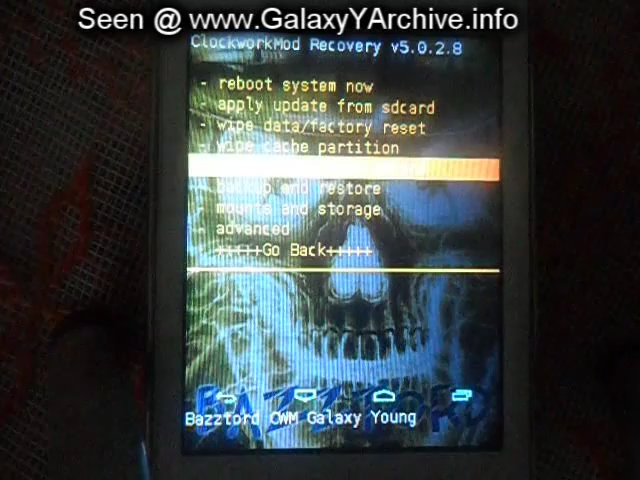 Seen @ www.GalaxyYArchive.info
ClockworkMod Recovery v5.0.2.8
- reboot system now
- apply update from sdcard
- wipe data/factory reset
- wipe cache partition
- backup and restore
- mounts and storage
- advanced
- +++++Go Back+++++
BAZZTORD
Bazztord CWM Galaxy Young